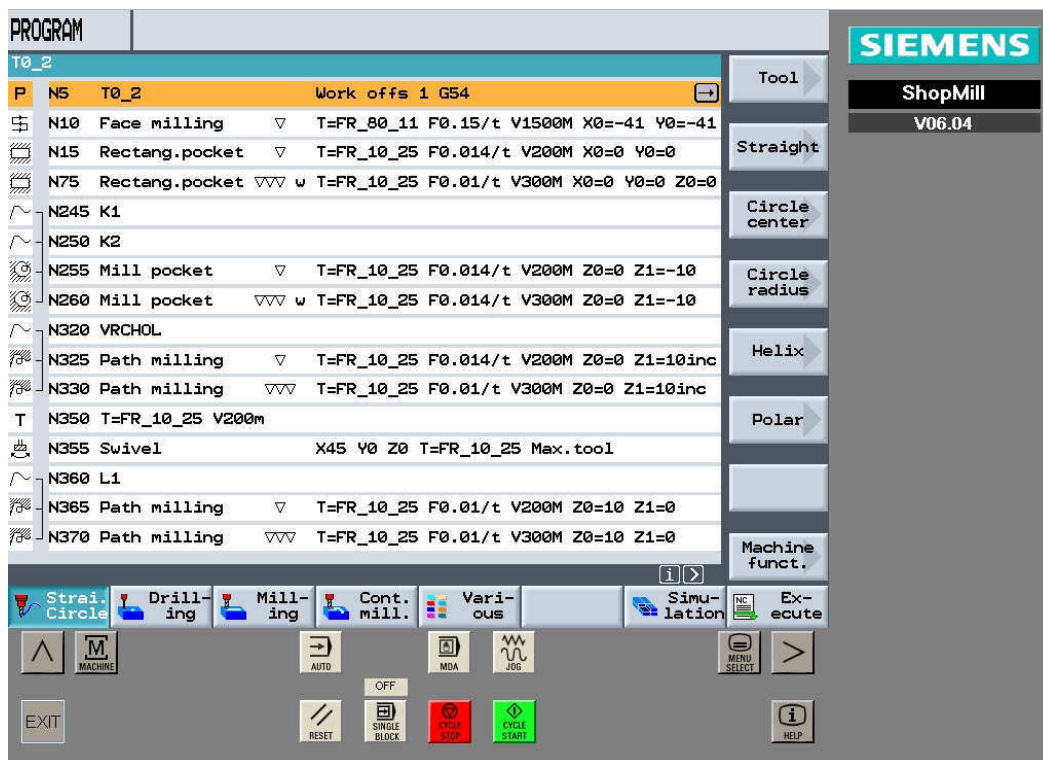 PROGRAM
T0_2
P N5 T0_2 Work offs 1 G54
N10 Face milling ▽ T=FR_80_11 F0.15/t V1500M X0=-41 Y0=-41
N15 Rectang.pocket ▽ T=FR_10_25 F0.014/t V200M X0=0 Y0=0
N75 Rectang.pocket ▽▽▽ w T=FR_10_25 F0.01/t V300M X0=0 Y0=0 Z0=0
N245 K1
N250 K2
N255 Mill pocket ▽ T=FR_10_25 F0.014/t V200M Z0=0 Z1=-10
N260 Mill pocket ▽▽▽ w T=FR_10_25 F0.014/t V300M Z0=0 Z1=-10
N320 VRCHOL
N325 Path milling ▽ T=FR_10_25 F0.014/t V200M Z0=0 Z1=10inc
N330 Path milling ▽▽▽ T=FR_10_25 F0.01/t V300M Z0=0 Z1=10inc
T N350 T=FR_10_25 V200m
N355 Swivel X45 Y0 Z0 T=FR_10_25 Max.tool
N360 L1
N365 Path milling ▽ T=FR_10_25 F0.01/t V200M Z0=10 Z1=0
N370 Path milling ▽▽▽ T=FR_10_25 F0.01/t V300M Z0=10 Z1=0
Tool
Straight
Circle
center
Circle
radius
Helix
Polar
Machine
funct.
SIEMENS
ShopMill
V06.04
Strai.
Circle
Drill-
ing
Mill-
ing
Cont.
mill.
Vari-
ous
Simu-
lation
NC
Ex-
ecute
M
MACHINE
AUTO
MDA
JOG
MENU
SELECT
OFF
EXIT
RESET
SINGLE
BLOCK
CYCLE
STOP
CYCLE
START
i
HELP